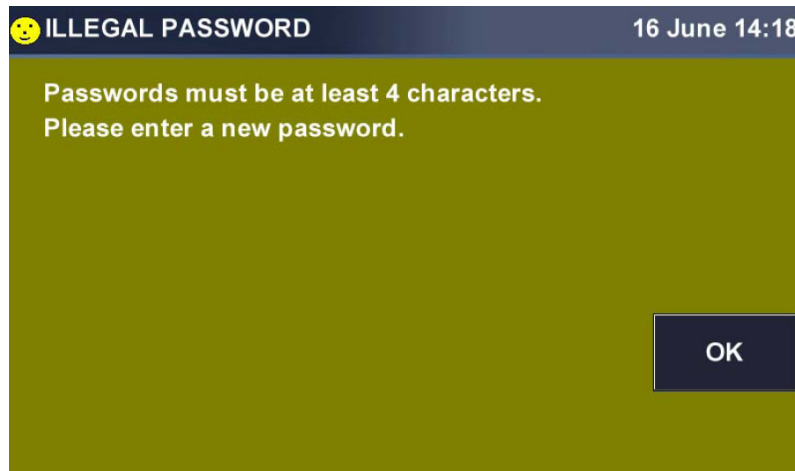 ILLEGAL PASSWORD 16 June 14:18
Passwords must be at least 4 characters.
Please enter a new password.
OK